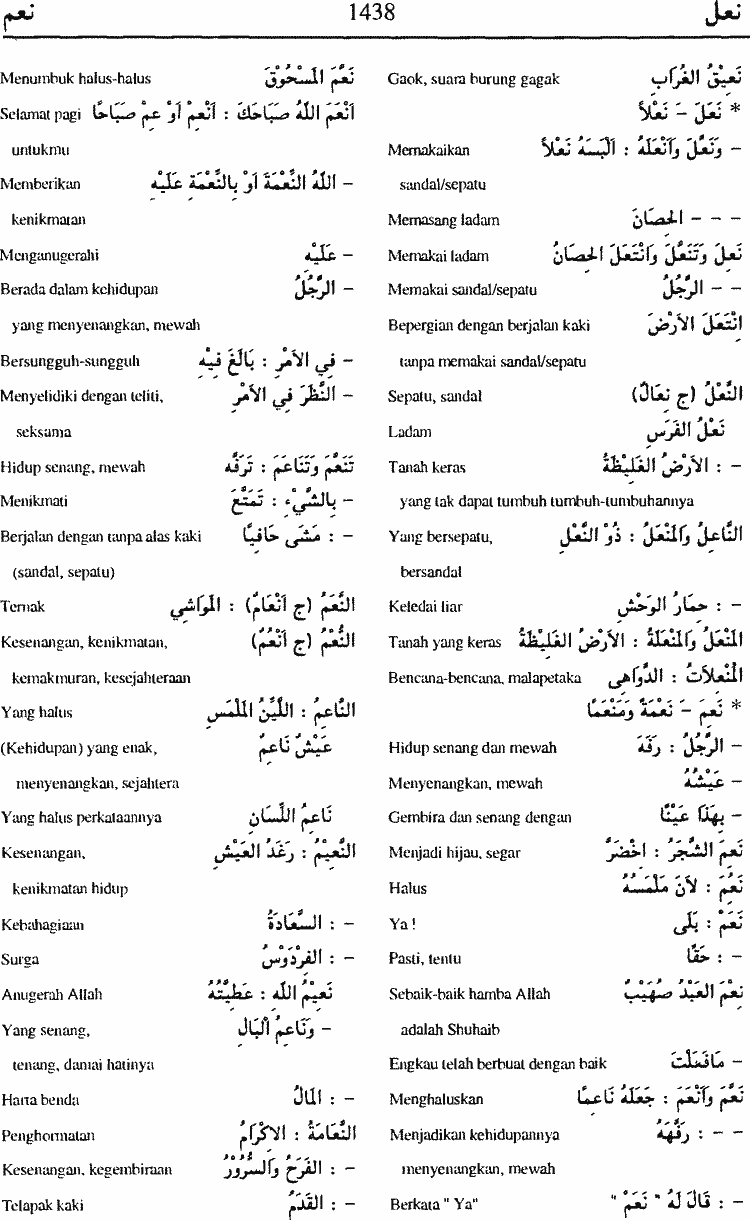 نعم 1438 نعل
Gaok, suara burung gagak نَعِيْقُ الغُرَابِ
* نَعَلَ – نَعْلاً
Memakaikan – وَنَعَّلَ وَأَنْعَلَهُ : اَلْبَسَهُ نَعْلاً
sandal/sepatu
Memasang ladam – – – الحِصَانَ
Memakai ladam نَعِلَ وَتَنَعَّلَ وَانْتَعَلَ الحِصَانُ
Memakai sandal/sepatu – – الرَّجُلُ
Bepergian dengan berjalan kaki انْتَعَلَ الاَرْضَ
tanpa memakai sandal/sepatu
Sepatu, sandal النَّعْلُ (ج نِعَالٌ)
Ladam نَعْلُ الفَرَسِ
Tanah keras – : الاَرْضُ الغَلِيْظَةُ
yang tak dapat tumbuh tumbuh-tumbuhannya
Yang bersepatu, النَّاعِلُ وَالمُنْعَلُ : ذُوْ النَّعْلِ
bersandal
Keledai liar – : حِمَارُ الوَحْشِ
Tanah yang keras المَنْعَلُ وَالمَنْعَلَةُ : الاَرْضُ الغَلِيْظَةُ
Bencana-bencana, malapetaka المُنْعِلاَتُ : الدَّوَاهِى
* نَعِمَ – نَعْمَةً وَمَنْعَمًا
Hidup senang dan mewah – الرَّجُلُ : رَفَهَ
Menyenangkan, mewah – عَيْشُهُ
Gembira dan senang dengan – بِهَذَا عَيْنًا
Menjadi hijau, segar نَعِمَ الشَّجَرُ : اخْضَرَّ
Halus نَعُمَ : لاَنَ مَلْمَسُهُ
Ya ! نَعَمْ : بَلَى
Pasti, tentu – : حَقًّا
Sebaik-baik hamba Allah نِعْمَ العَبْدُ صُهَيْبٌ
adalah Shuhaib
Engkau telah berbuat dengan baik – مَافَعَلْتَ
Menghaluskan نَعَّمَ وَأَنْعَمَ : جَعَلَهُ نَاعِمًا
Menjadikan kehidupannya – – : رَفَّهَهُ
menyenangkan, mewah
Berkata " Ya" – : قَالَ لَهُ " نَعَمْ "
Menumbuk halus-halus نَعَّمَ المَسْحُوْقَ
Selamat pagi اَنْعَمَ اللهُ صَبَاحَكَ : اَنْعِمْ اَوْ عِمْ صَبَاحًا
untukmu
Memberikan – اللهُ النِّعْمَةَ اَوْ بِالنِّعْمَةِ عَلَيْهِ
kenikmatan
Menganugerahi – عَلَيْهِ
Berada dalam kehidupan – الرَّجُلُ
yang menyenangkan, mewah
Bersungguh-sungguh – فِي الاَمْرِ : بَالَغَ فِيْهِ
Menyelidiki dengan teliti, – النَّظَرَ فِي الاَمْرِ
seksama
Hidup senang, mewah تَنَعَّمَ وَتَنَاعَمَ : تَرَفَّهَ
Menikmati – بِالشَّيْءِ : تَمَتَّعَ
Berjalan dengan tanpa alas kaki – : مَشَى حَافِيًا
(sandal, sepatu)
Ternak النَّعَمُ (ج اَنْعَامٌ) : المَوَاشِي
Kesenangan, kenikmatan, النُّعْمُ (ج اَنْعُمٌ)
kemakmuran, kesejahteraan
Yang halus النَّاعِمُ : اللَّيِّنُ المَلْمَسِ
(Kehidupan) yang enak, عَيْشٌ نَاعِمٌ
menyenangkan, sejahtera
Yang halus perkataannya نَاعِمُ اللِّسَانِ
Kesenangan, النَّعِيْمُ : رَغَدُ العَيْشِ
kenikmatan hidup
Kebahagiaan – : السَّعَادَةُ
Surga – : الفِرْدَوْسُ
Anugerah Allah نَعِيْمُ اللهِ : عَطِيَّتُهُ
Yang senang, – وَنَاعِمُ الْبَالِ
tenang, damai hatinya
Harta benda – : المَالُ
Penghormatan النَّعَامَةُ : الاِكْرَامُ
Kesenangan, kegembiraan – : الفَرَحُ وَالسُّرُوْرُ
Telapak kaki – : القَدَمُ